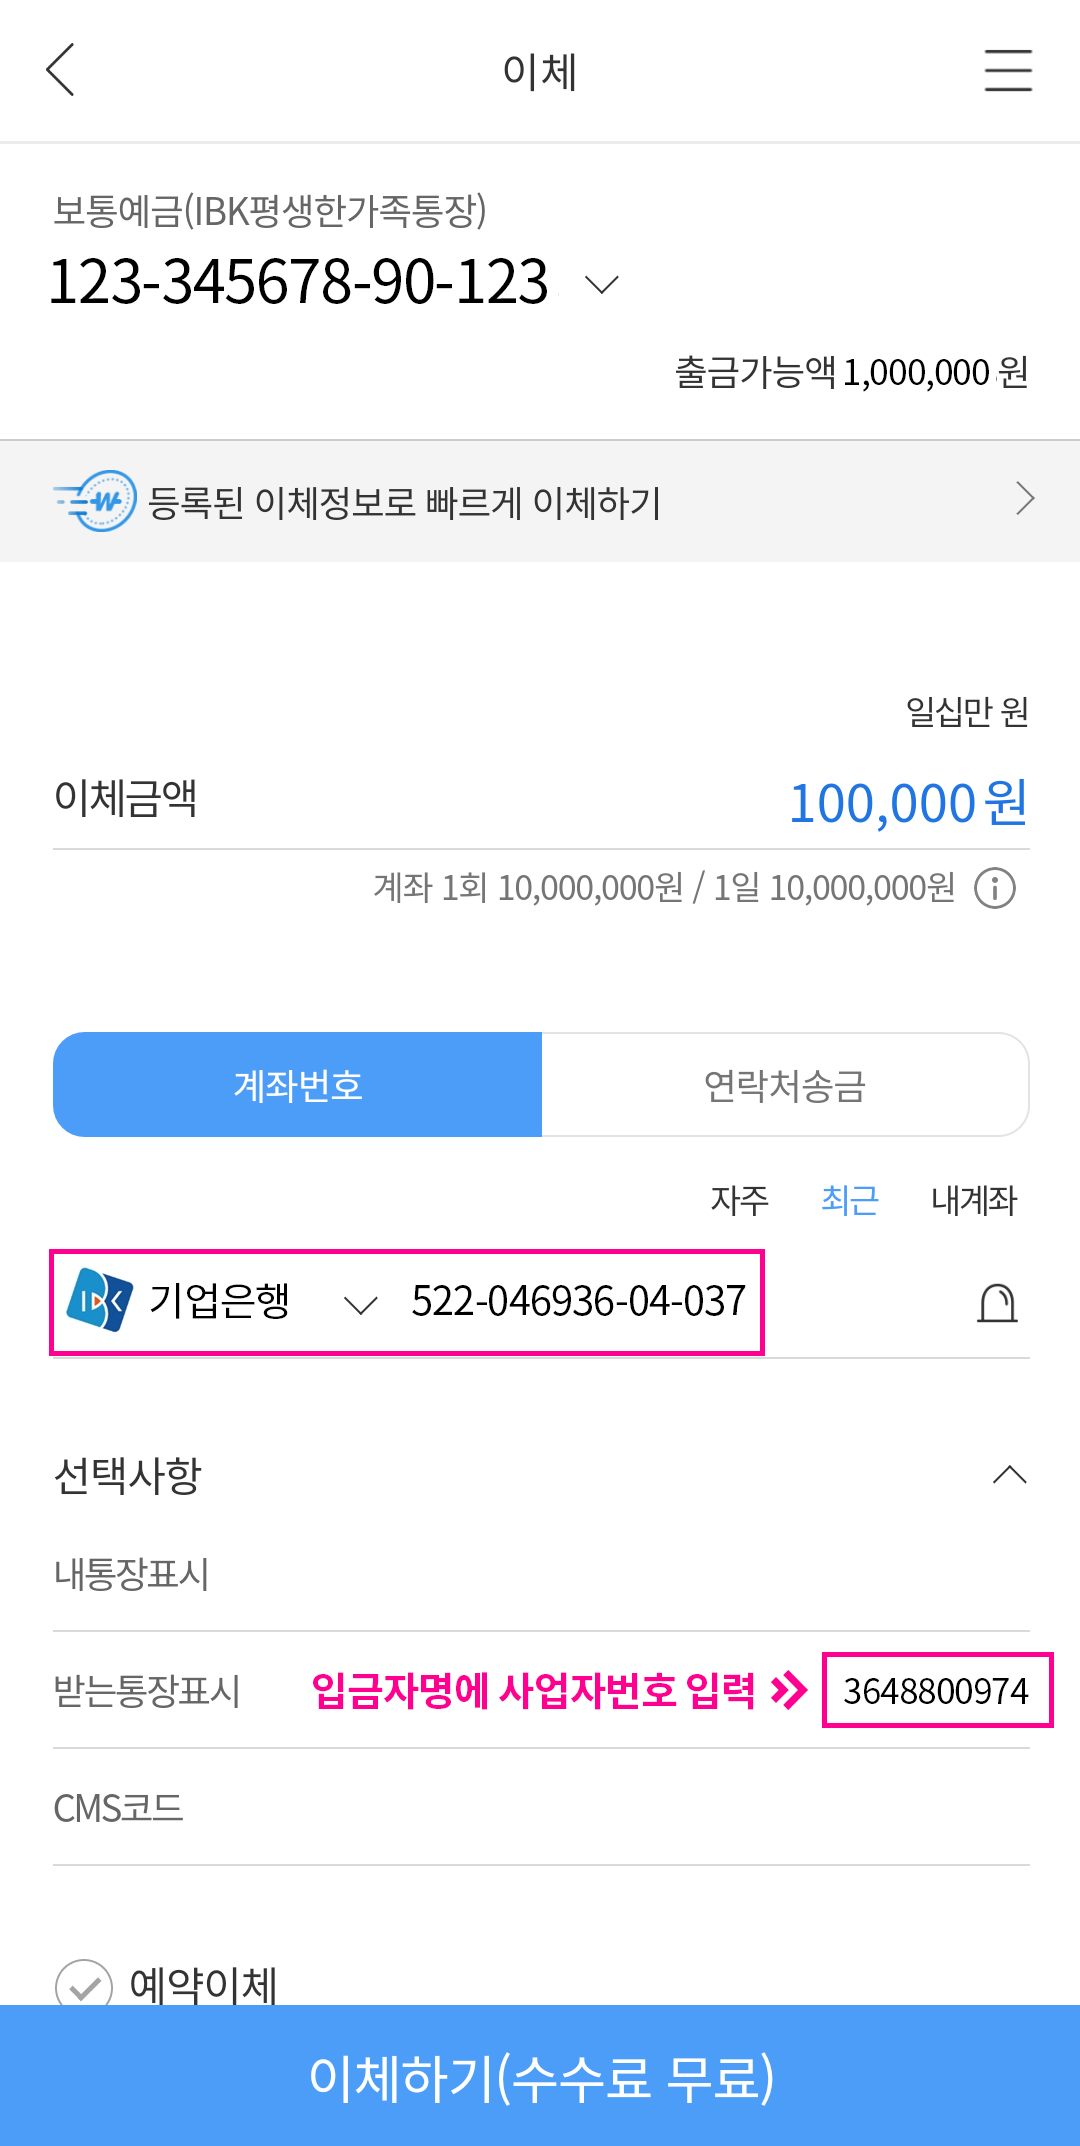 이체
보통예금(IBK평생한가족통장)
123-345678-90-123
출금가능액 1,000,000 원
등록된 이체정보로 빠르게 이체하기
일십만 원
이체금액 100,000 원
계좌 1회 10,000,000원 / 1일 10,000,000원
계좌번호 연락처송금
자주 최근 내계좌
IBK 기업은행 522-046936-04-037
선택사항
내통장표시
받는통장표시 입금자명에 사업자번호 입력 >> 3648800974
CMS코드
예약이체
이체하기(수수료 무료)